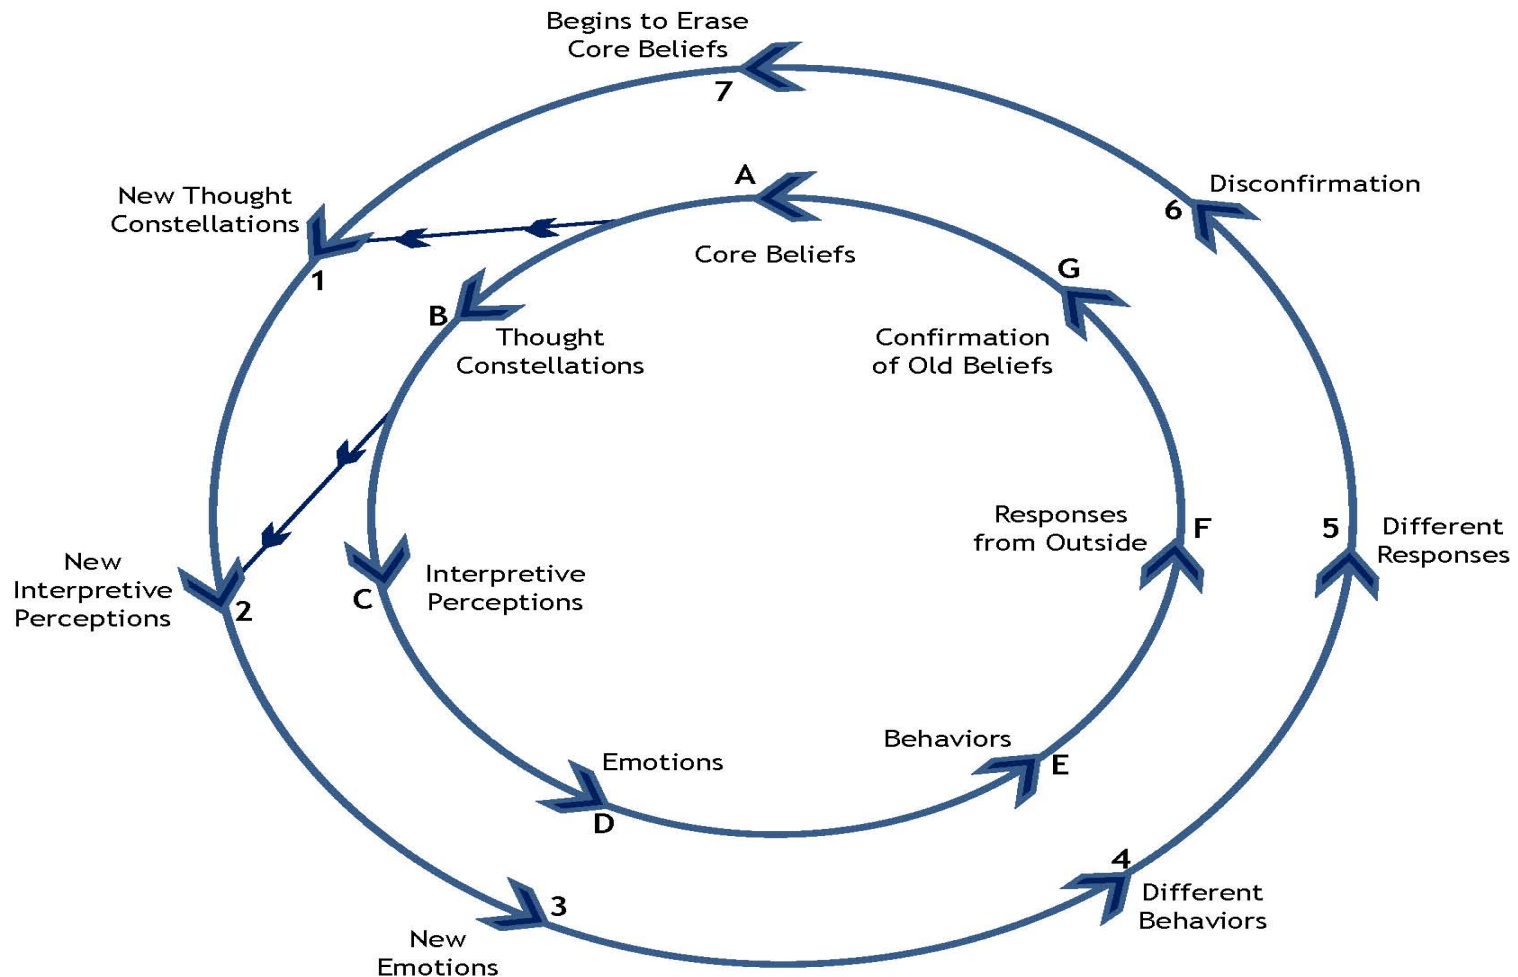 Begins to Erase
Core Beliefs
7
A
New Thought
Constellations
1
Disconfirmation
6
Core Beliefs
G
B
Thought
Constellations
Confirmation
of Old Beliefs
Responses
from Outside
F
5
Different
Responses
New
Interpretive
Perceptions
2
C
Interpretive
Perceptions
Emotions
D
Behaviors
E
4
Different
Behaviors
3
New
Emotions